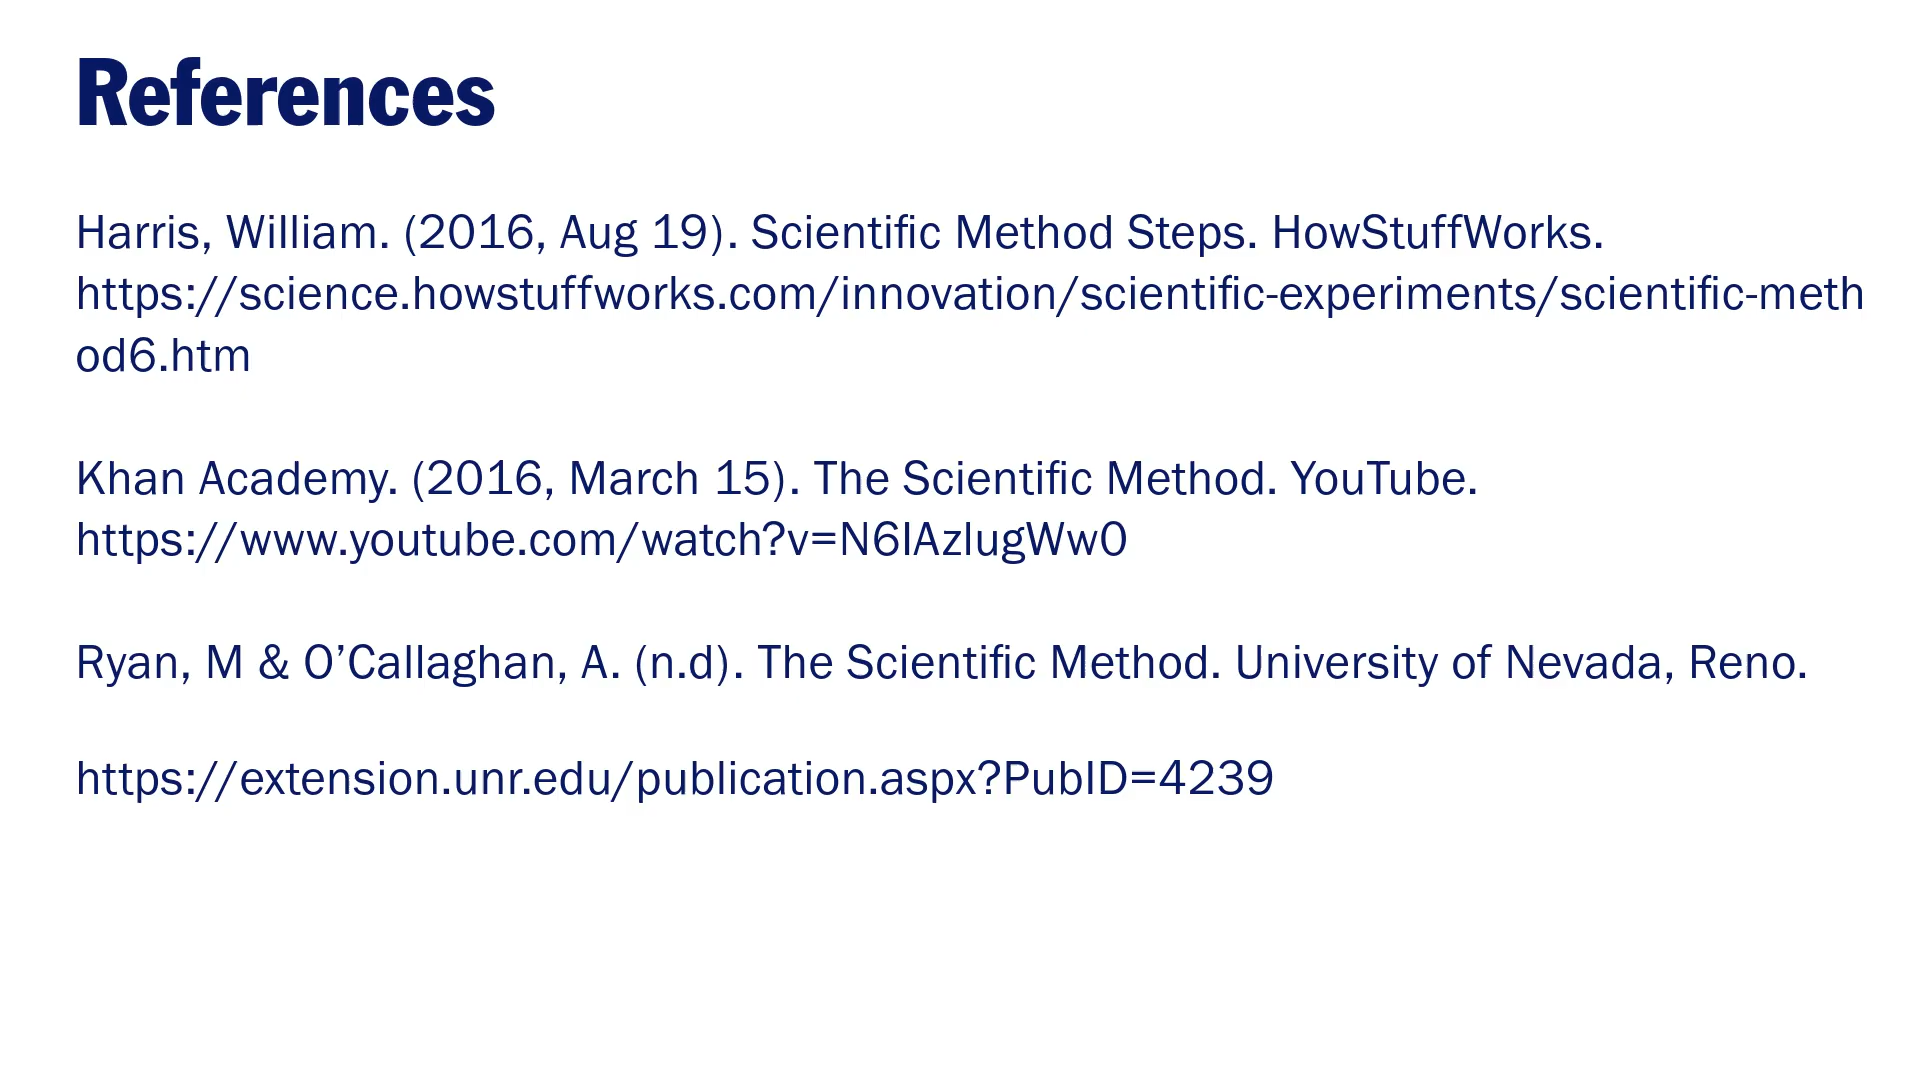 References
Harris, William. (2016, Aug 19). Scientific Method Steps. HowStuffWorks.
https://science.howstuffworks.com/innovation/scientific-experiments/scientific-meth
od6.htm
Khan Academy. (2016, March 15). The Scientific Method. YouTube.
https://www.youtube.com/watch?v=N6IAzlugWw0
Ryan, M & O’Callaghan, A. (n.d). The Scientific Method. University of Nevada, Reno.
https://extension.unr.edu/publication.aspx?PubID=4239